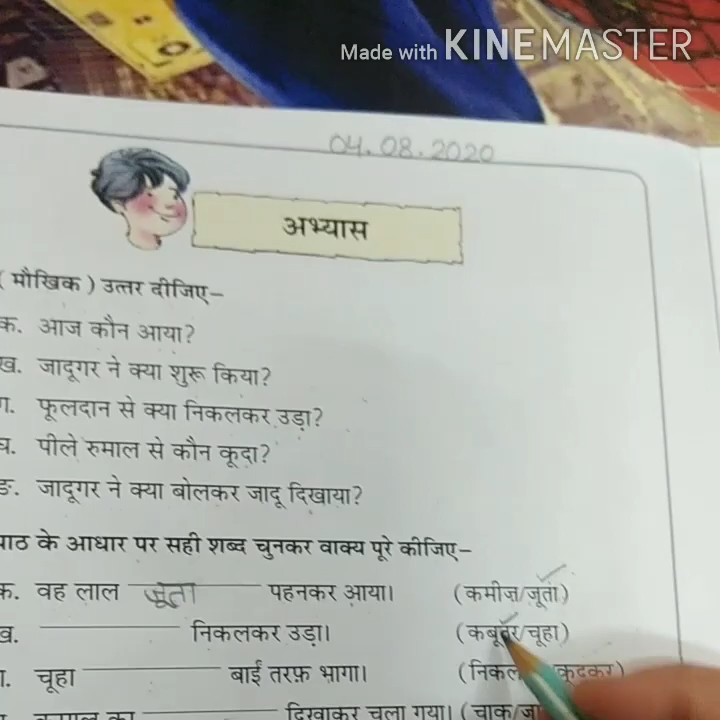 Made with KINEMASTER
04.08.2020
अभ्यास
( मौखिक ) उत्तर दीजिए–
क. आज कौन आया?
ख. जादूगर ने क्या शुरू किया?
ग. फूलदान से क्या निकलकर उड़ा?
घ. पीले रुमाल से कौन कूदा?
ङ. जादूगर ने क्या बोलकर जादू दिखाया?
पाठ के आधार पर सही शब्द चुनकर वाक्य पूरे कीजिए–
क. वह लाल जूता पहनकर आया। (कमीज़/जूता)
ख. निकलकर उड़ा। (कबूतर/चूहा)
ग. चूहा बाईं तरफ़ भागा। कूदकर)
दिखाकर चला गया।